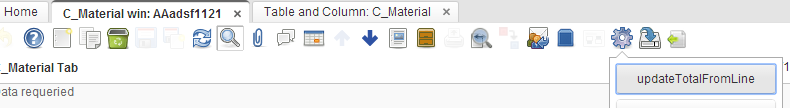 Home
C_Material win: AAadsf1121
Table and Column: C_Material
_Material Tab
ata requeried
updateTotalFromLine